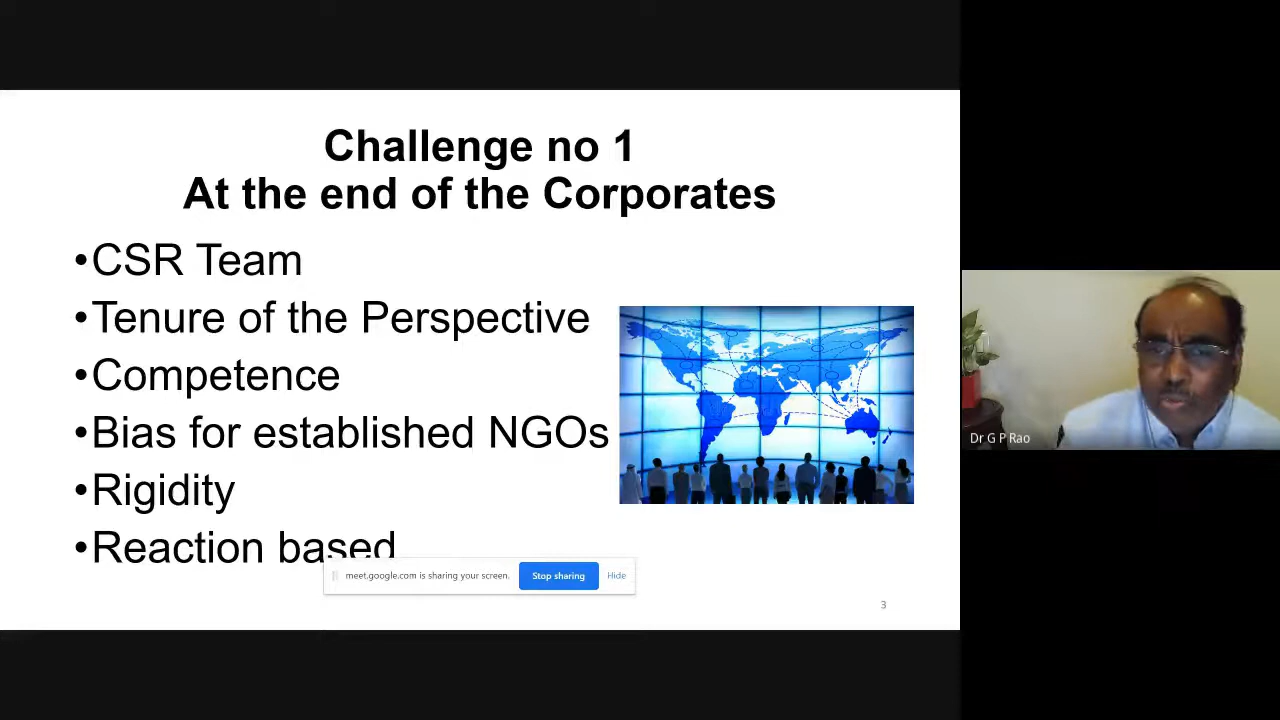 Challenge no 1
At the end of the Corporates
•CSR Team
•Tenure of the Perspective
•Competence
•Bias for established NGOs
•Rigidity
•Reaction based
meet.google.com is sharing your screen. Stop sharing Hide
3
Dr G P Rao